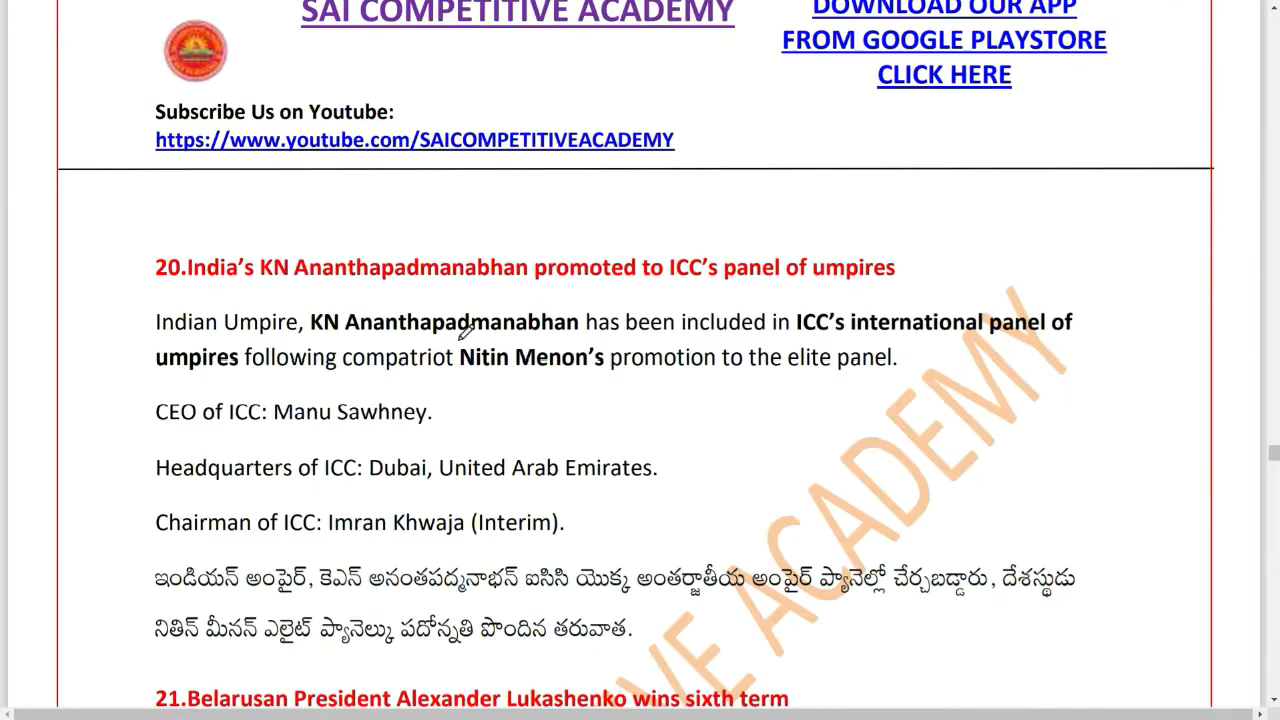 SAI COMPETITIVE ACADEMY
DOWNLOAD OUR APP
FROM GOOGLE PLAYSTORE
CLICK HERE
Subscribe Us on Youtube:
https://www.youtube.com/SAICOMPETITIVEACADEMY
20.India’s KN Ananthapadmanabhan promoted to ICC’s panel of umpires
Indian Umpire, KN Ananthapadmanabhan has been included in ICC’s international panel of
umpires following compatriot Nitin Menon’s promotion to the elite panel.
CEO of ICC: Manu Sawhney.
Headquarters of ICC: Dubai, United Arab Emirates.
Chairman of ICC: Imran Khwaja (Interim).
ఇండియన్ అంపైర్, కెఎన్ అనంతపద్మనాభన్ ఐసిసి యొక్క అంతర్జాతీయ అంపైర్ ప్యానెల్లో చేర్చబడ్డారు, దేశస్థుడు
నితిన్ మీనన్ ఎలైట్ ప్యానెల్కు పదోన్నతి పొందిన తరువాత.
VE ACADEMY
21.Belarusan President Alexander Lukashenko wins sixth term